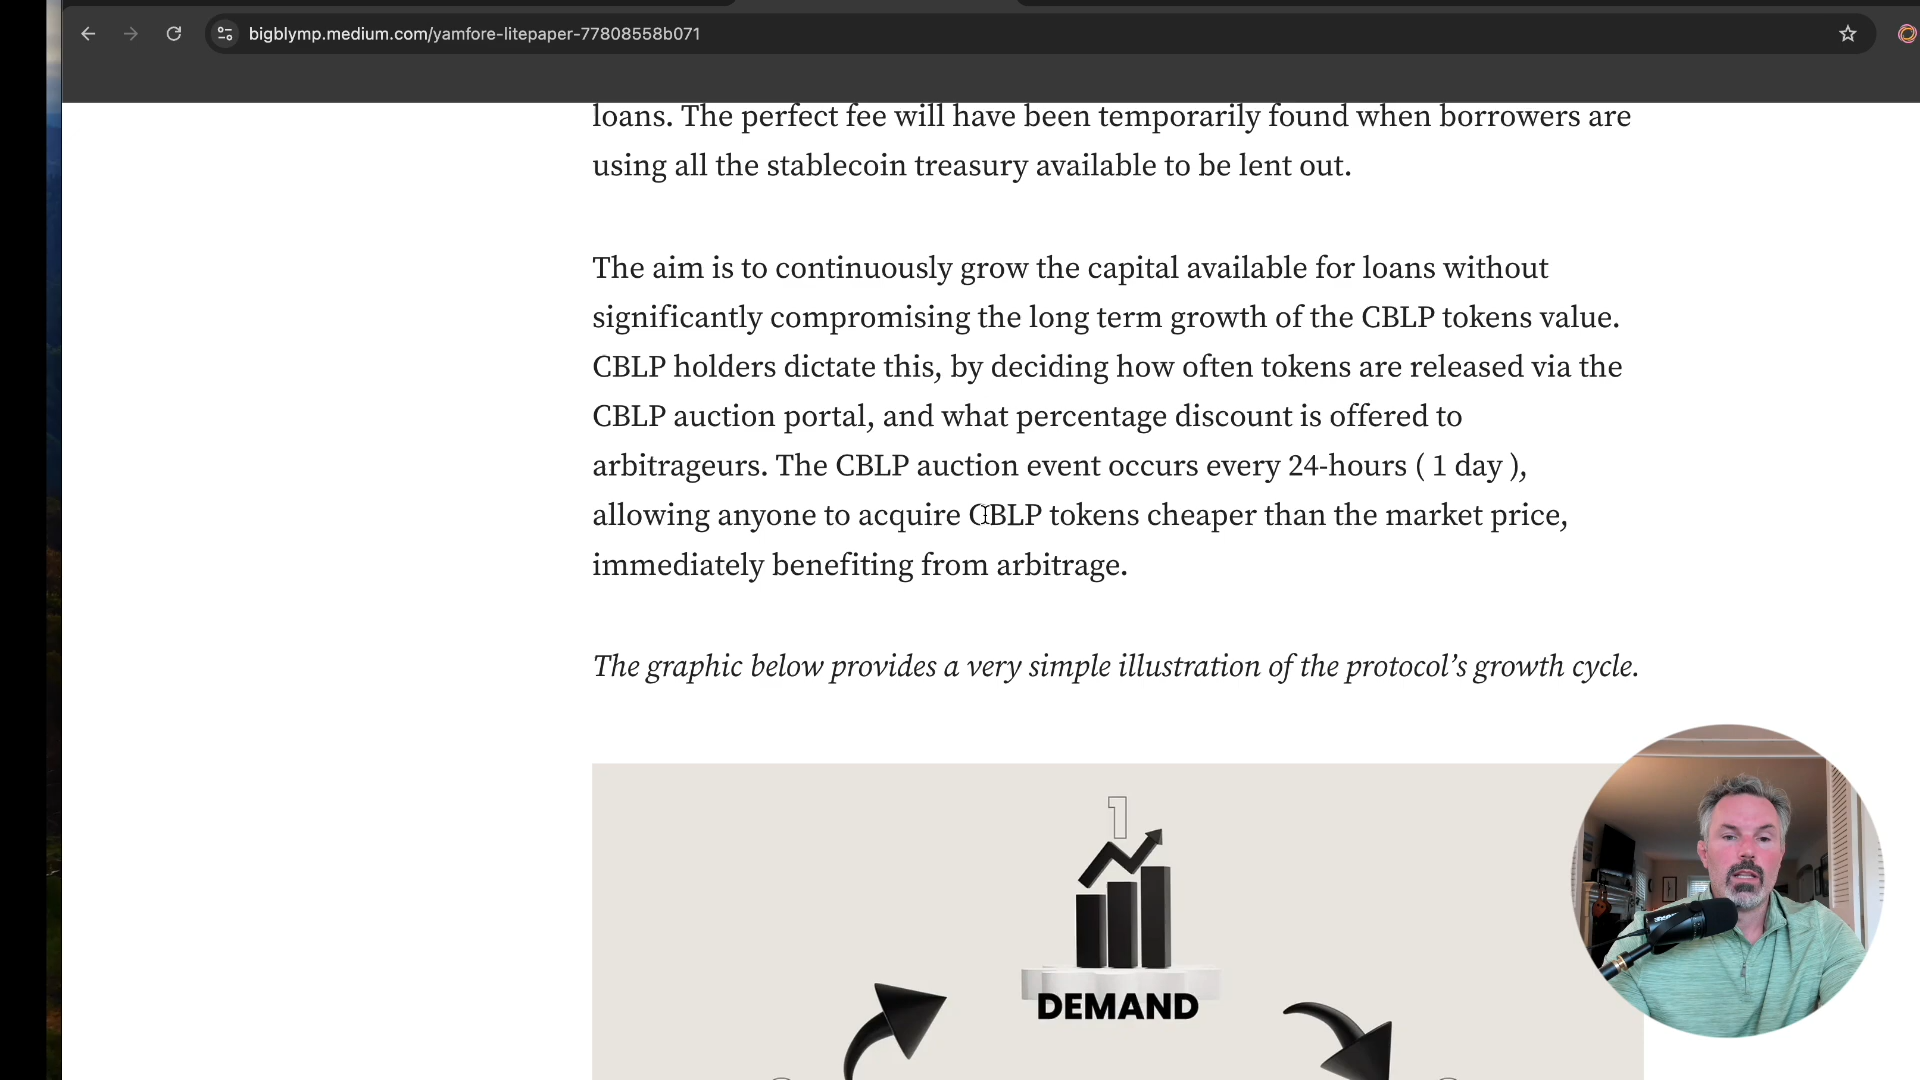 bigblymp.medium.com/yamfore-litepaper-77808558b071
loans. The perfect fee will have been temporarily found when borrowers are
using all the stablecoin treasury available to be lent out.
The aim is to continuously grow the capital available for loans without
significantly compromising the long term growth of the CBLP tokens value.
CBLP holders dictate this, by deciding how often tokens are released via the
CBLP auction portal, and what percentage discount is offered to
arbitrageurs. The CBLP auction event occurs every 24-hours ( 1 day ),
allowing anyone to acquire CBLP tokens cheaper than the market price,
immediately benefiting from arbitrage.
The graphic below provides a very simple illustration of the protocol’s growth cycle.
1
DEMAND